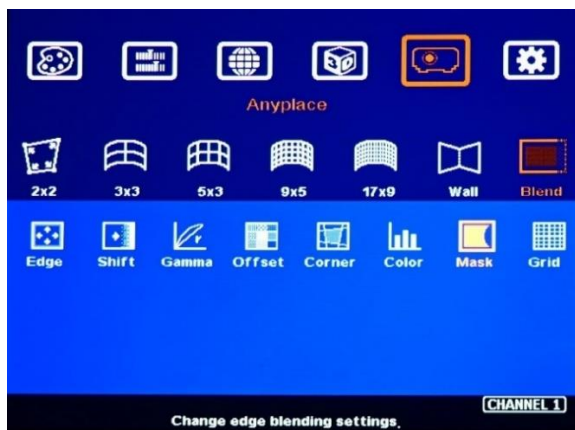 3D
Anyplace
2x2 3x3 5x3 9x5 17x9 Wall Blend
Edge Shift Gamma Offset Corner Color Mask Grid
CHANNEL 1
Change edge blending settings.